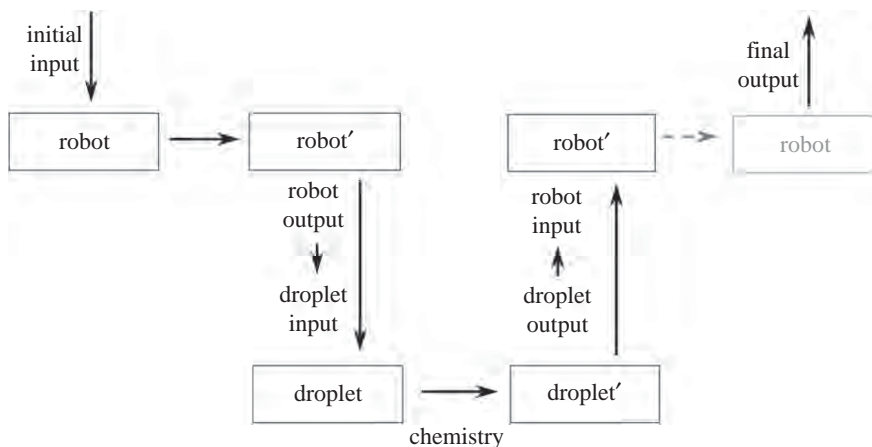 initial
input
robot
robot′
robot
output
droplet
input
droplet
chemistry
droplet′
droplet
output
robot
input
robot′
robot
final
output